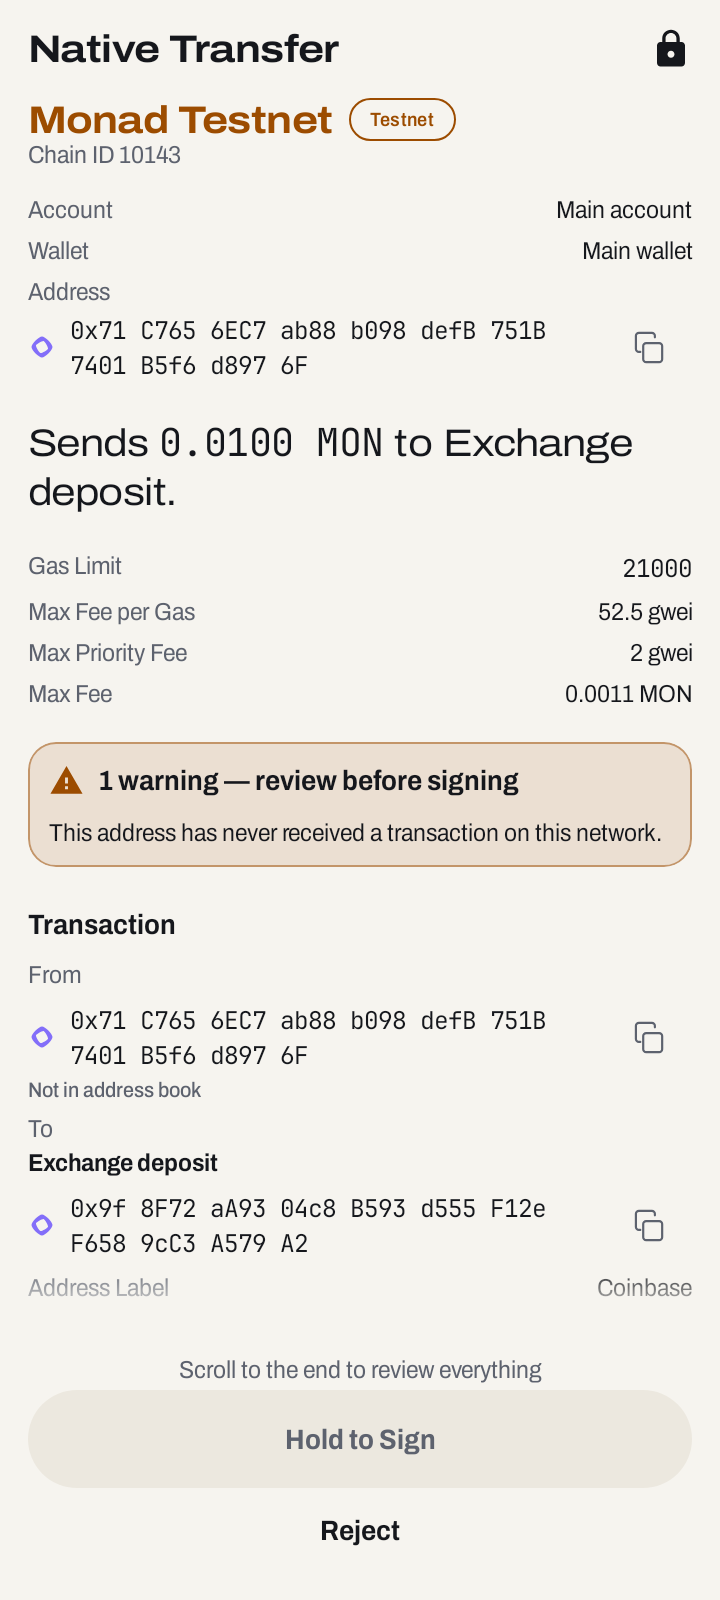 Native Transfer
Monad Testnet Testnet
Chain ID 10143
Account Main account
Wallet Main wallet
Address
0x71 C765 6EC7 ab88 b098 defB 751B
7401 B5f6 d897 6F
Sends 0.0100 MON to Exchange
deposit.
Gas Limit 21000
Max Fee per Gas 52.5 gwei
Max Priority Fee 2 gwei
Max Fee 0.0011 MON
1 warning — review before signing
This address has never received a transaction on this network.
Transaction
From
0x71 C765 6EC7 ab88 b098 defB 751B
7401 B5f6 d897 6F
Not in address book
To
Exchange deposit
0x9f 8F72 aA93 04c8 B593 d555 F12e
F658 9cC3 A579 A2
Address Label Coinbase
Scroll to the end to review everything
Hold to Sign
Reject